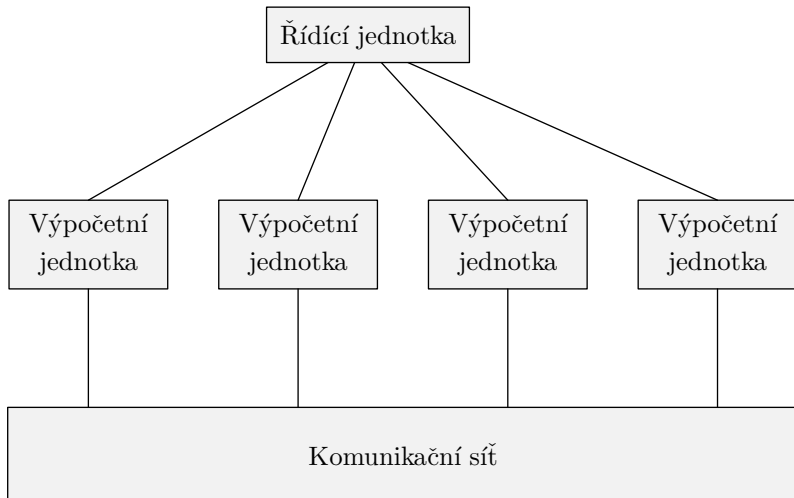 Řídící jednotka
Výpočetní
jednotka
Výpočetní
jednotka
Výpočetní
jednotka
Výpočetní
jednotka
Komunikační síť